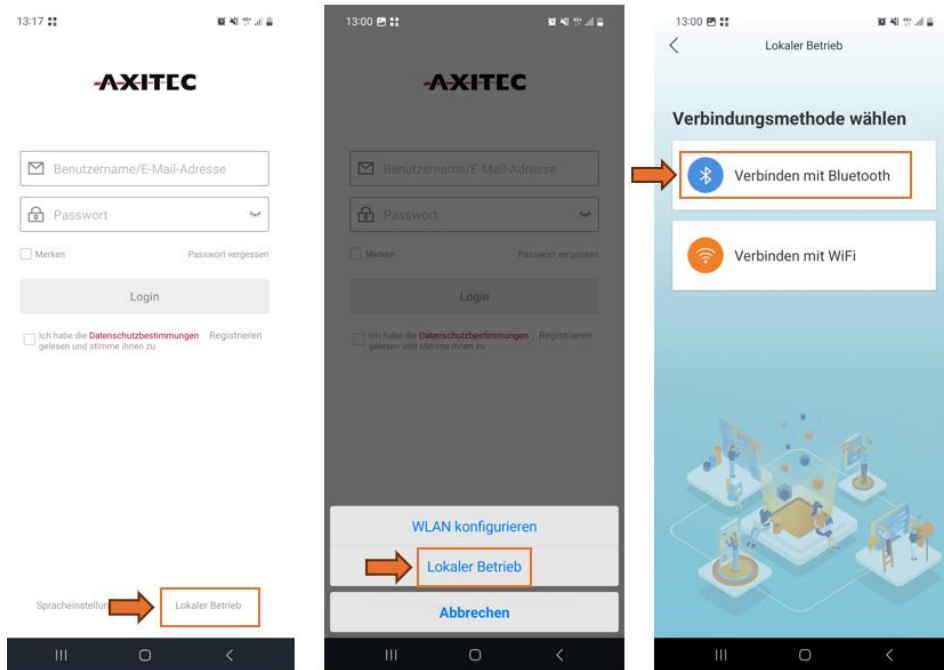 13:17
AXITEC
Benutzername/E-Mail-Adresse
Passwort
Merken
Passwort vergessen
Login
Ich habe die Datenschutzbestimmungen
gelesen und stimme ihnen zu
Registrieren
Spracheinstellun
Lokaler Betrieb
13:00
AXITEC
Benutzername/E-Mail-Adresse
Passwort
Merken
Passwort vergessen
Login
Ich habe die Datenschutzbestimmungen
gelesen und stimme ihnen zu
Registrieren
WLAN konfigurieren
Lokaler Betrieb
Abbrechen
13:00
Lokaler Betrieb
Verbindungsmethode wählen
Verbinden mit Bluetooth
Verbinden mit WiFi